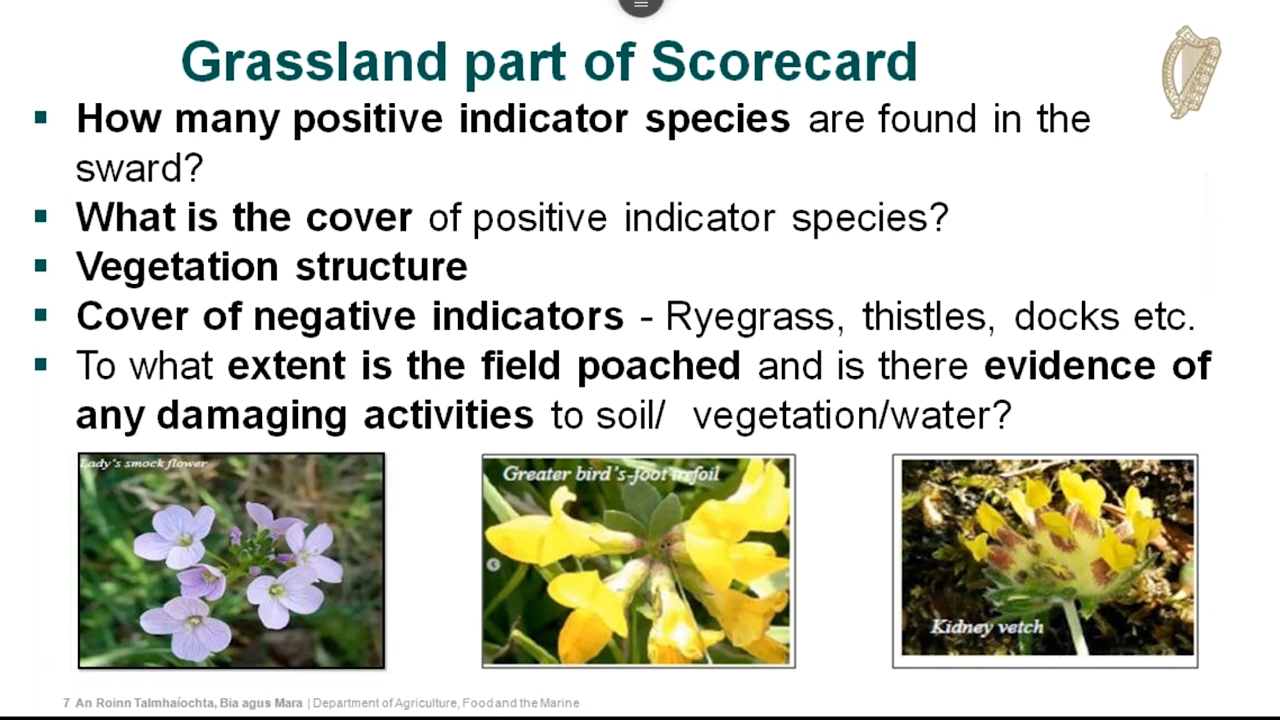 Grassland part of Scorecard
▪ How many positive indicator species are found in the
sward?
▪ What is the cover of positive indicator species?
▪ Vegetation structure
▪ Cover of negative indicators - Ryegrass, thistles, docks etc.
▪ To what extent is the field poached and is there evidence of
any damaging activities to soil/ vegetation/water?
Lady's smock flower
Greater bird's-foot trefoil
Kidney vetch
7 An Roinn Talmhaíochta, Bia agus Mara | Department of Agriculture, Food and the Marine